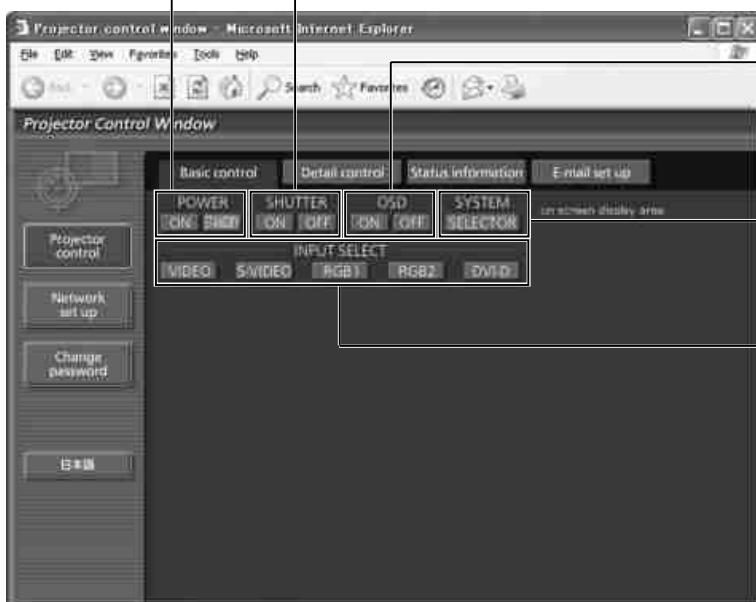 Projector control window - Microsoft Internet Explorer
File Edit View Favorites Tools Help
Back Search Favorites
Projector Control Window
Basic control Detail control Status information E-mail set up
POWER SHUTTER OSD SYSTEM
ON ON OFF ON OFF SELECTOR
on screen display area
INPUT SELECT
VIDEO S-VIDEO RGB1 RGB2 DVI-D
Projector
control
Network
set up
Change
password
日本語